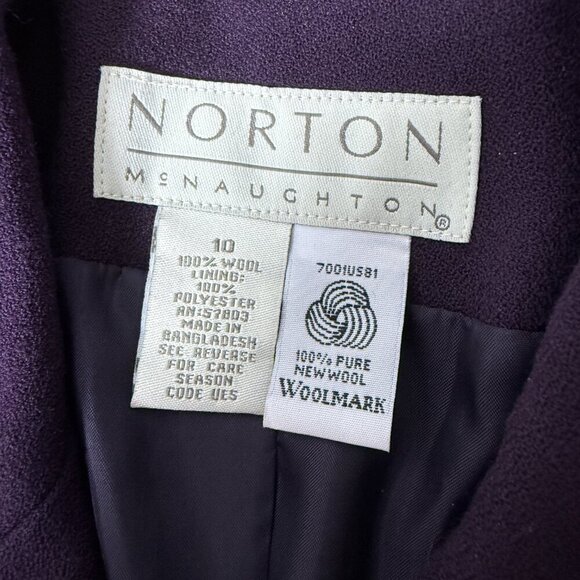 NORTON
McNAUGHTON®
10
100% WOOL
LINING:
100%
POLYESTER
RN:57803
MADE IN
BANGLADESH
SEE REVERSE
FOR CARE
SEASON
CODE UES
7001US81
100% PURE
NEW WOOL
WOOLMARK